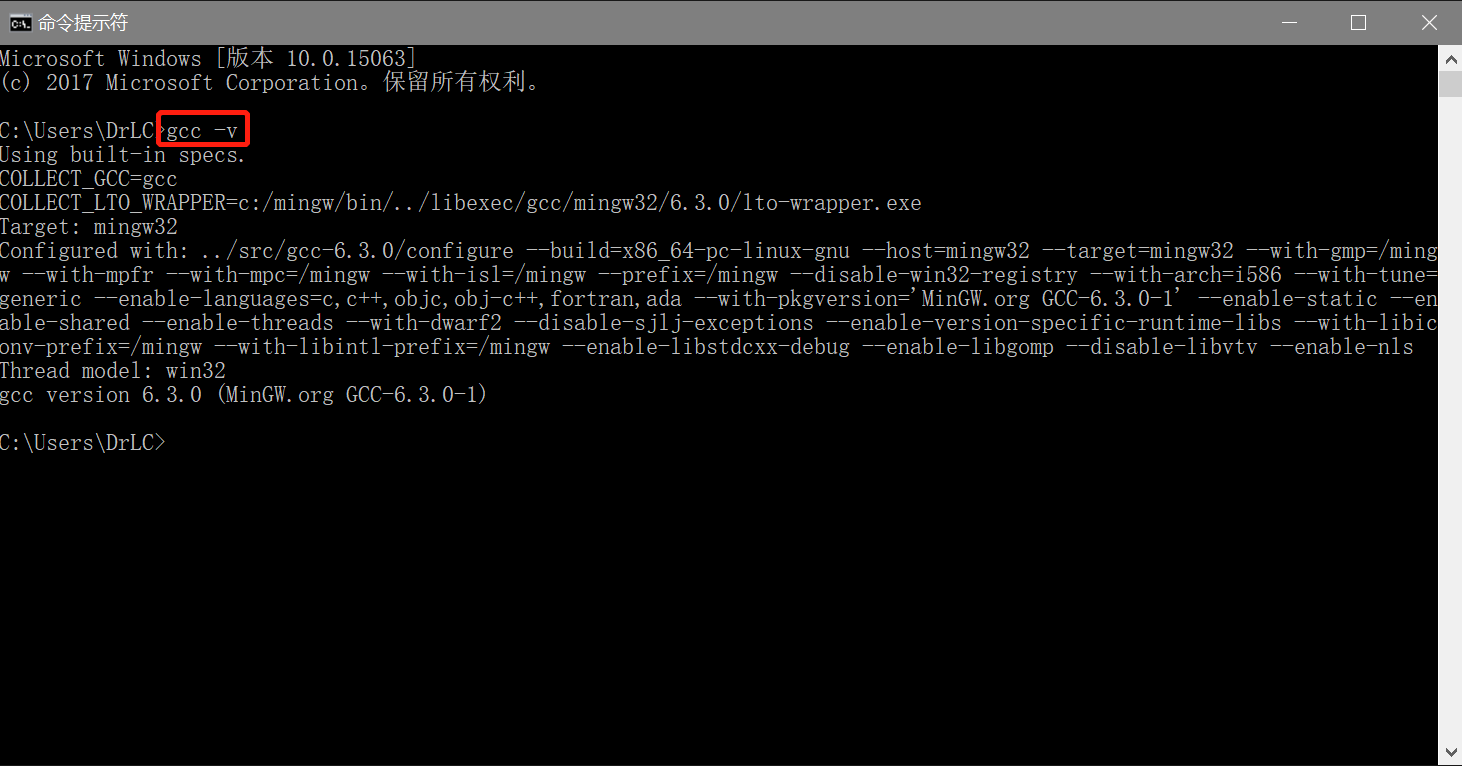 命令提示符
Microsoft Windows [版本 10.0.15063]
(c) 2017 Microsoft Corporation。保留所有权利。
C:\Users\DrLC>gcc -v
Using built-in specs.
COLLECT_GCC=gcc
COLLECT_LTO_WRAPPER=c:/mingw/bin/../libexec/gcc/mingw32/6.3.0/lto-wrapper.exe
Target: mingw32
Configured with: ../src/gcc-6.3.0/configure --build=x86_64-pc-linux-gnu --host=mingw32 --target=mingw32 --with-gmp=/ming
w --with-mpfr --with-mpc=/mingw --with-isl=/mingw --prefix=/mingw --disable-win32-registry --with-arch=i586 --with-tune=
generic --enable-languages=c,c++,objc,obj-c++,fortran,ada --with-pkgversion='MinGW.org GCC-6.3.0-1' --enable-static --en
able-shared --enable-threads --with-dwarf2 --disable-sjlj-exceptions --enable-version-specific-runtime-libs --with-libic
onv-prefix=/mingw --with-libintl-prefix=/mingw --enable-libstdcxx-debug --enable-libgomp --disable-libvtv --enable-nls
Thread model: win32
gcc version 6.3.0 (MinGW.org GCC-6.3.0-1)
C:\Users\DrLC>